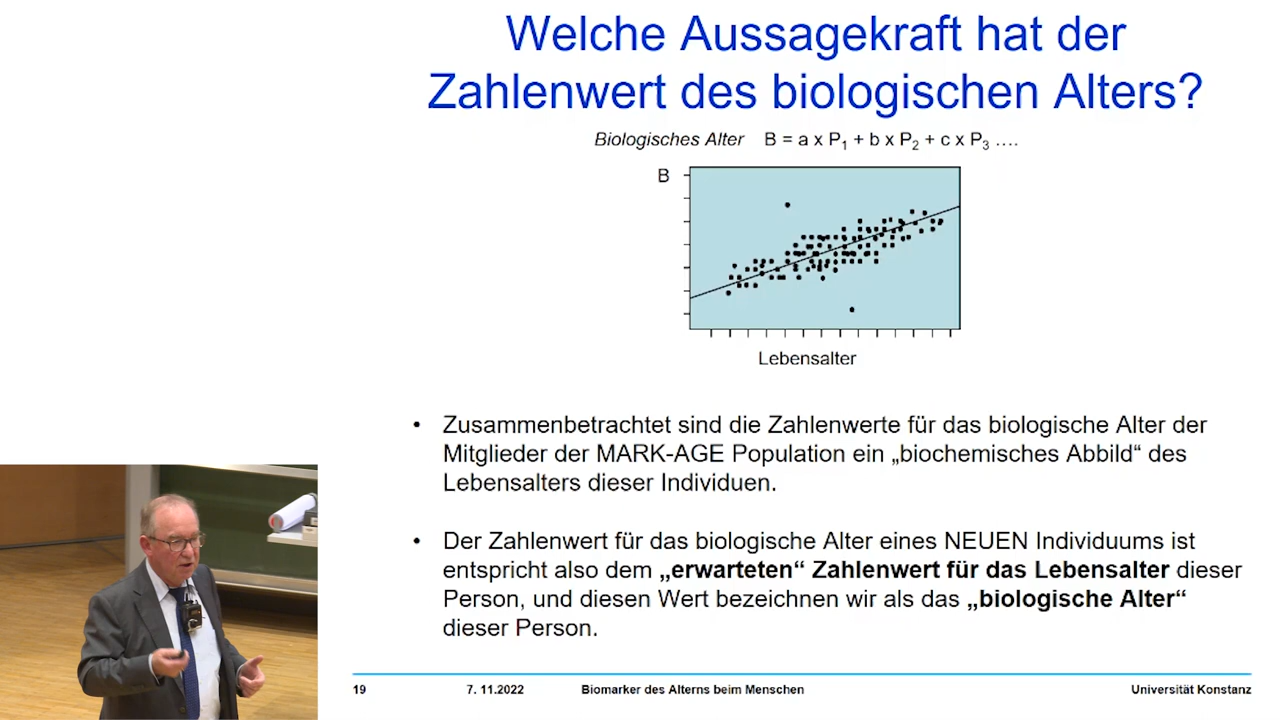 Welche Aussagekraft hat der
Zahlenwert des biologischen Alters?
Biologisches Alter B = a x P₁ + b x P₂ + c x P₃ ....
B
Lebensalter
• Zusammenbetrachtet sind die Zahlenwerte für das biologische Alter der
Mitglieder der MARK-AGE Population ein „biochemisches Abbild“ des
Lebensalters dieser Individuen.
• Der Zahlenwert für das biologische Alter eines NEUEN Individuums ist
entspricht also dem „erwarteten“ Zahlenwert für das Lebensalter dieser
Person, und diesen Wert bezeichnen wir als das „biologische Alter“
dieser Person.
19 7. 11.2022 Biomarker des Alterns beim Menschen Universität Konstanz